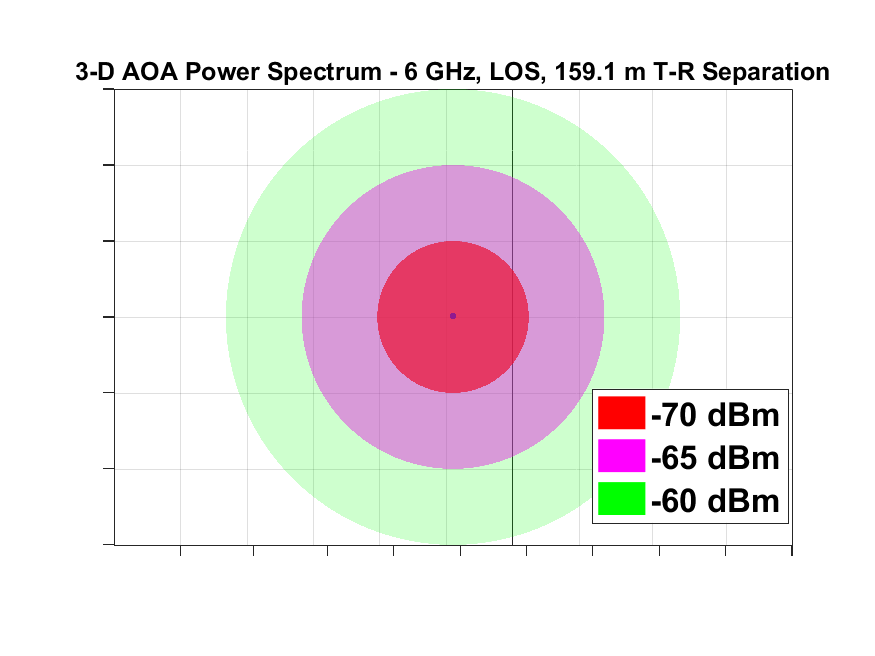 3-D AOA Power Spectrum - 6 GHz, LOS, 159.1 m T-R Separation
-70 dBm
-65 dBm
-60 dBm